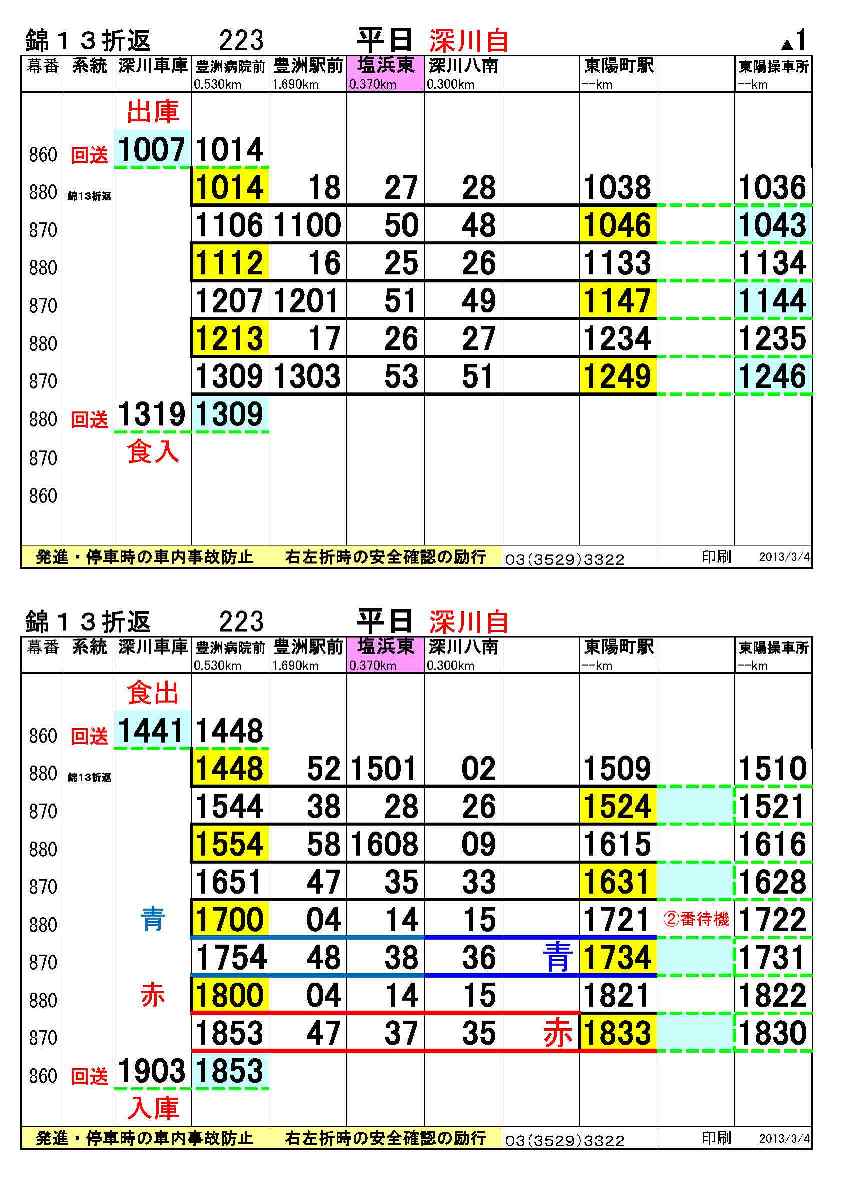 錦１３折返 223 平日 深川自 ▲1
幕番 系統 深川車庫 豊洲病院前 豊洲駅前 塩浜東 深川八南 東陽町駅 東陽操車所
0.530km 1.690km 0.370km 0.300km --km --km
出庫
860 回送 1007 1014
880 錦13折返 1014 18 27 28 1038 1036
870 1106 1100 50 48 1046 1043
880 1112 16 25 26 1133 1134
870 1207 1201 51 49 1147 1144
880 1213 17 26 27 1234 1235
870 1309 1303 53 51 1249 1246
880 回送 1319 1309
870 食入
860
発進・停車時の車内事故防止 右左折時の安全確認の励行 03(3529)3322 印刷 2013/3/4
錦１３折返 223 平日 深川自
幕番 系統 深川車庫 豊洲病院前 豊洲駅前 塩浜東 深川八南 東陽町駅 東陽操車所
0.530km 1.690km 0.370km 0.300km --km --km
食出
860 回送 1441 1448
880 錦13折返 1448 52 1501 02 1509 1510
870 1544 38 28 26 1524 1521
880 1554 58 1608 09 1615 1616
870 1651 47 35 33 1631 1628
880 青 1700 04 14 15 1721 ②番待機 1722
870 1754 48 38 36 青 1734 1731
880 赤 1800 04 14 15 1821 1822
870 1853 47 37 35 赤 1833 1830
860 回送 1903 1853
入庫
発進・停車時の車内事故防止 右左折時の安全確認の励行 03(3529)3322 印刷 2013/3/4